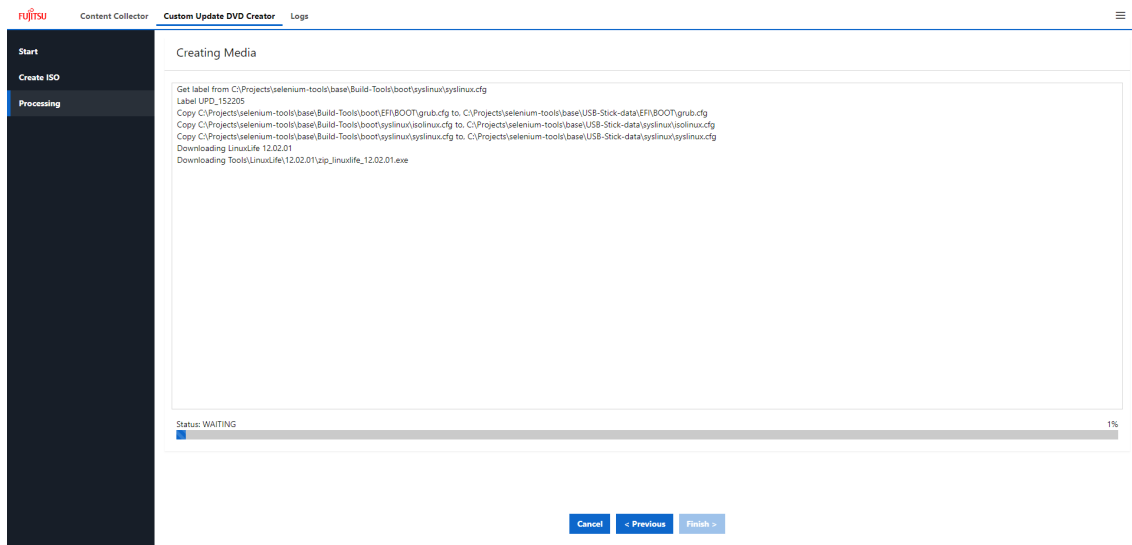 FUJITSU Content Collector Custom Update DVD Creator Logs
Start
Create ISO
Processing
Creating Media
Get label from C:\Projects\selenium-tools\base\Build-Tools\boot\syslinux\syslinux.cfg
Label UPD_152205
Copy C:\Projects\selenium-tools\base\Build-Tools\boot\EFI\BOOT\grub.cfg to. C:\Projects\selenium-tools\base\USB-Stick-data\EFI\BOOT\grub.cfg
Copy C:\Projects\selenium-tools\base\Build-Tools\boot\syslinux\isolinux.cfg to. C:\Projects\selenium-tools\base\USB-Stick-data\syslinux\isolinux.cfg
Copy C:\Projects\selenium-tools\base\Build-Tools\boot\syslinux\syslinux.cfg to. C:\Projects\selenium-tools\base\USB-Stick-data\syslinux\syslinux.cfg
Downloading LinuxLife 12.02.01
Downloading Tools\LinuxLife\12.02.01\zip_linuxlife_12.02.01.exe
Status: WAITING 1%
Cancel < Previous Finish >